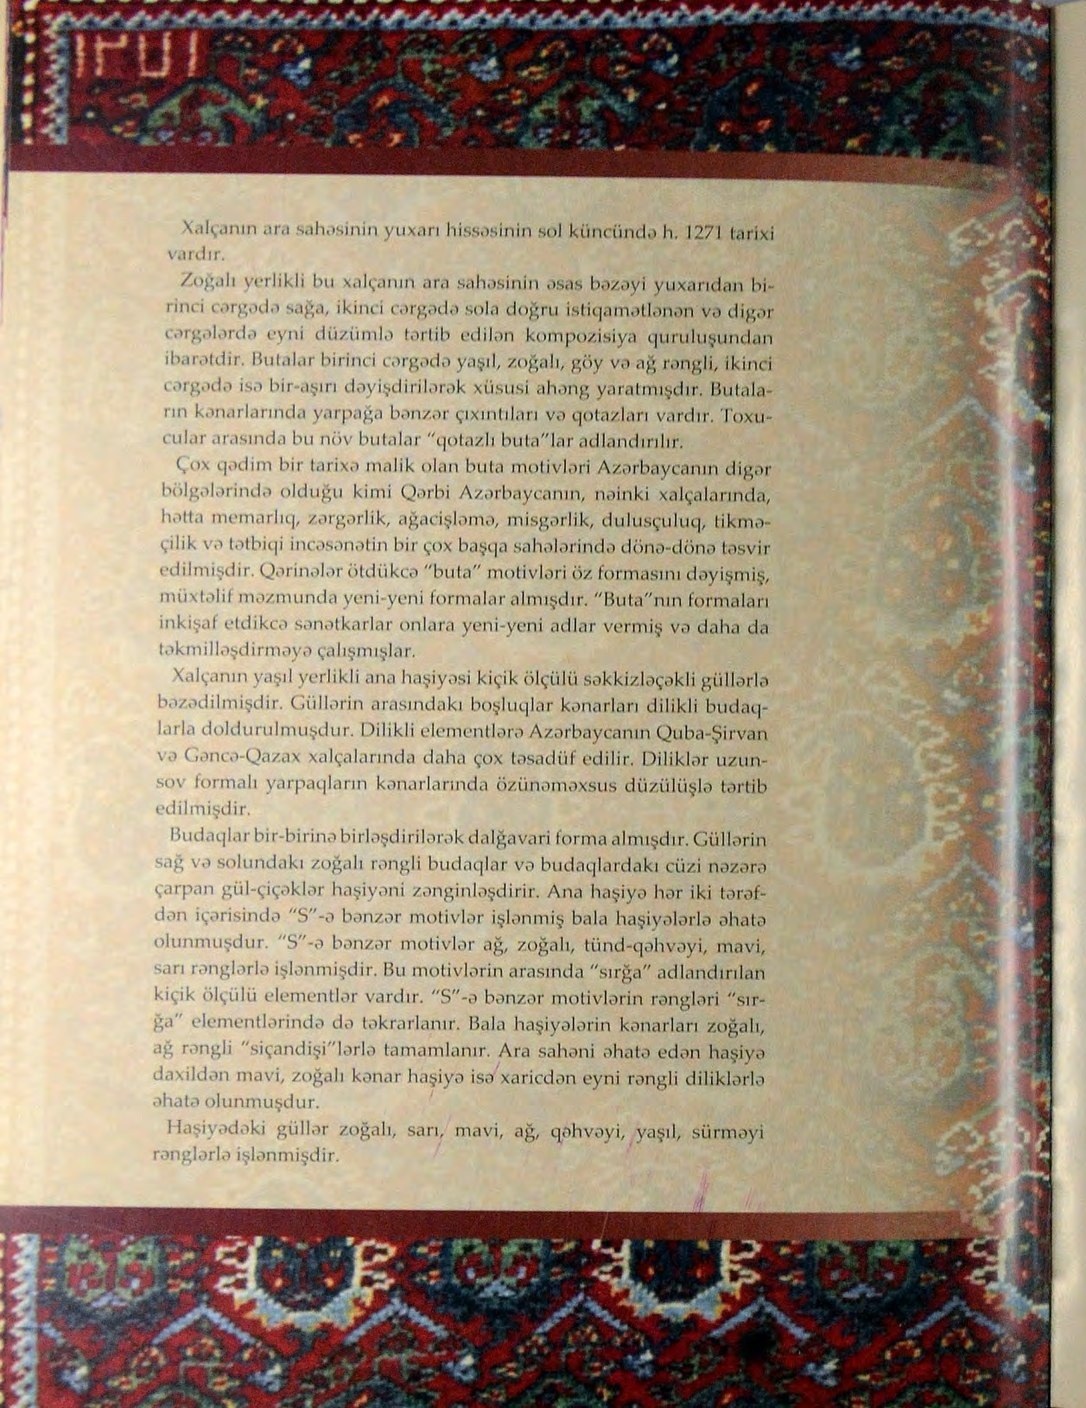 ١٢٧١
Xalçanın ara sahəsinin yuxarı hissəsinin sol küncündə h. 1271 tarixi
vardır.
Zoğalı yerlikli bu xalçanın ara sahəsinin əsas bəzəyi yuxarıdan bi-
rinci cərgədə sağa, ikinci cərgədə sola doğru istiqamətlənən və digər
cərgələrdə eyni düzümlə tərtib edilən kompozisiya quruluşundan
ibarətdir. Butalar birinci cərgədə yaşıl, zoğalı, göy və ağ rəngli, ikinci
cərgədə isə bir-aşırı dəyişdirilərək xüsusi ahəng yaratmışdır. Butala-
rın kənarlarında yarpağa bənzər çıxıntıları və qotazları vardır. Toxu-
cular arasında bu növ butalar "qotazlı buta"lar adlandırılır.
Çox qədim bir tarixə malik olan buta motivləri Azərbaycanın digər
bölgələrində olduğu kimi Qərbi Azərbaycanın, nəinki xalçalarında,
hətta memarlıq, zərgərlik, ağacişləmə, misgərlik, dulusçuluq, tikmə-
çilik və tətbiqi incəsənətin bir çox başqa sahələrində dönə-dönə təsvir
edilmişdir. Qərinələr ötdükcə "buta" motivləri öz formasını dəyişmiş,
müxtəlif məzmunda yeni-yeni formalar almışdır. "Buta"nın formaları
inkişaf etdikcə sənətkarlar onlara yeni-yeni adlar vermiş və daha da
təkmilləşdirməyə çalışmışlar.
Xalçanın yaşıl yerlikli ana haşiyəsi kiçik ölçülü səkkizləçəkli güllərlə
bəzədilmişdir. Güllərin arasındakı boşluqlar kənarları dilikli budaq-
larla doldurulmuşdur. Dilikli elementlərə Azərbaycanın Quba-Şirvan
və Gəncə-Qazax xalçalarında daha çox təsadüf edilir. Diliklər uzun-
sov formalı yarpaqların kənarlarında özünəməxsus düzülüşlə tərtib
edilmişdir.
Budaqlar bir-birinə birləşdirilərək dalğavari forma almışdır. Güllərin
sağ və solundakı zoğalı rəngli budaqlar və budaqlardakı cüzi nəzərə
çarpan gül-çiçəklər haşiyəni zənginləşdirir. Ana haşiyə hər iki tərəf-
dən içərisində "S"-ə bənzər motivlər işlənmiş bala haşiyələrlə əhatə
olunmuşdur. "S"-ə bənzər motivlər ağ, zoğalı, tünd-qəhvəyi, mavi,
sarı rənglərlə işlənmişdir. Bu motivlərin arasında "sırğa" adlandırılan
kiçik ölçülü elementlər vardır. "S"-ə bənzər motivlərin rəngləri "sır-
ğa" elementlərində də təkrarlanır. Bala haşiyələrin kənarları zoğalı,
ağ rəngli "siçandişi"lərlə tamamlanır. Ara sahəni əhatə edən haşiyə
daxildən mavi, zoğalı kənar haşiyə isə xaricdən eyni rəngli diliklərlə
əhatə olunmuşdur.
Haşiyədəki güllər zoğalı, sarı, mavi, ağ, qəhvəyi, yaşıl, sürməyi
rənglərlə işlənmişdir.